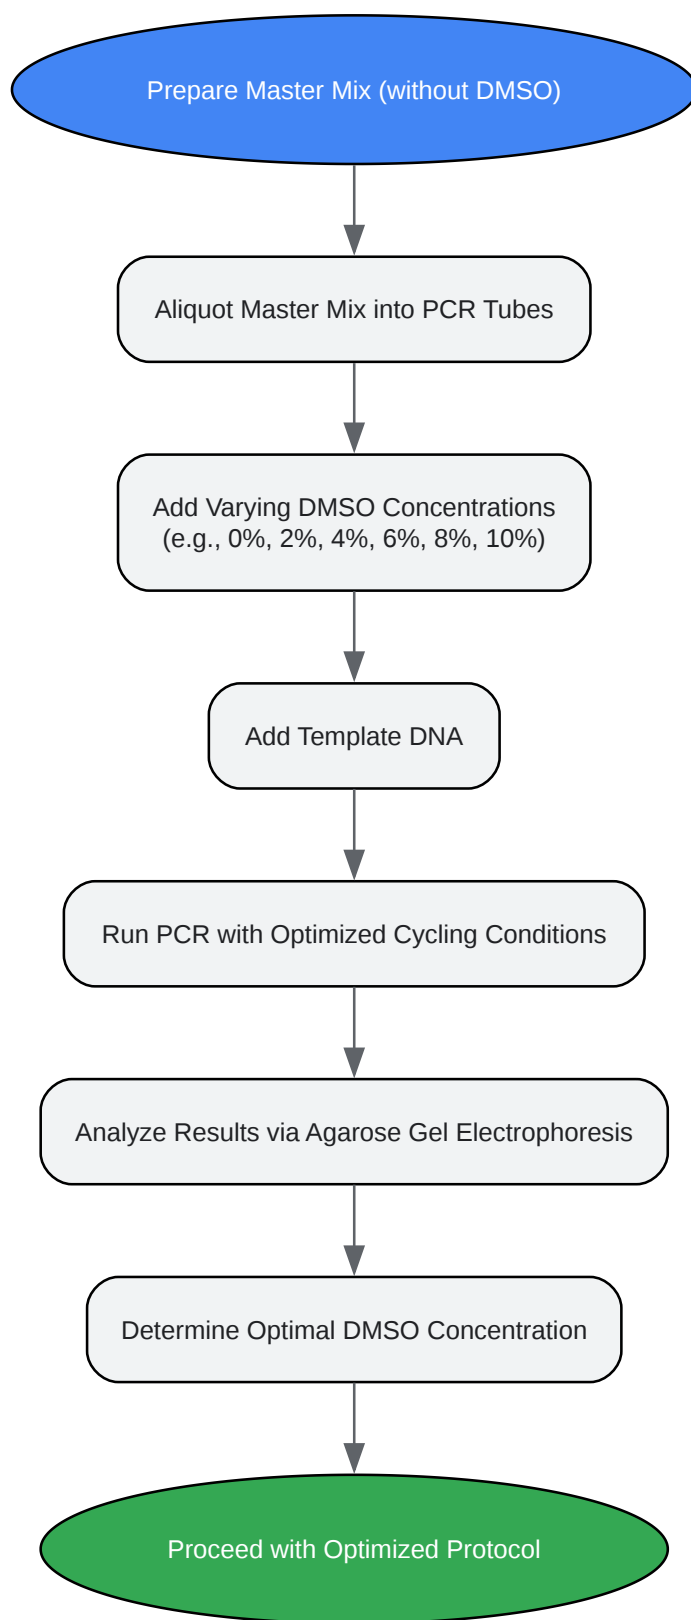 Prepare Master Mix (without DMSO)
Aliquot Master Mix into PCR Tubes
Add Varying DMSO Concentrations
(e.g., 0%, 2%, 4%, 6%, 8%, 10%)
Add Template DNA
Run PCR with Optimized Cycling Conditions
Analyze Results via Agarose Gel Electrophoresis
Determine Optimal DMSO Concentration
Proceed with Optimized Protocol